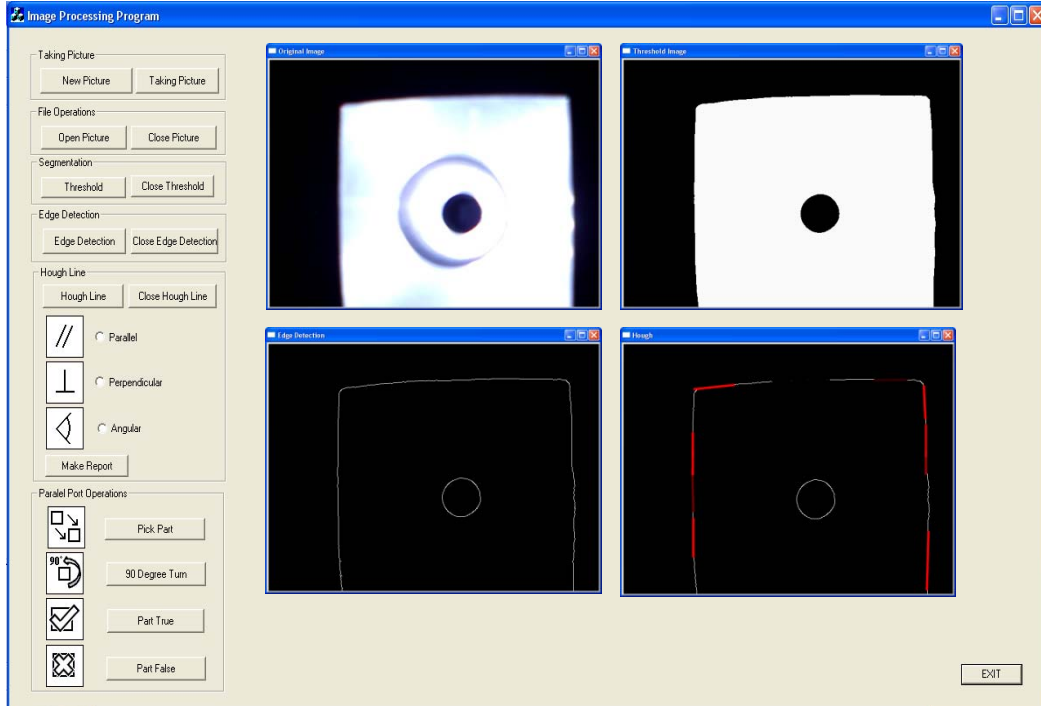 Image Processing Program
Taking Picture
New Picture
Taking Picture
File Operations
Open Picture
Close Picture
Segmentation
Threshold
Close Threshold
Edge Detection
Edge Detection
Close Edge Detection
Hough Line
Hough Line
Close Hough Line
Parallel
Perpendicular
Angular
Make Report
Paralel Port Operations
Pick Part
90°
90 Degree Turn
Part True
Part False
Original Image
Threshold Image
Edge Detection
Hough
EXIT